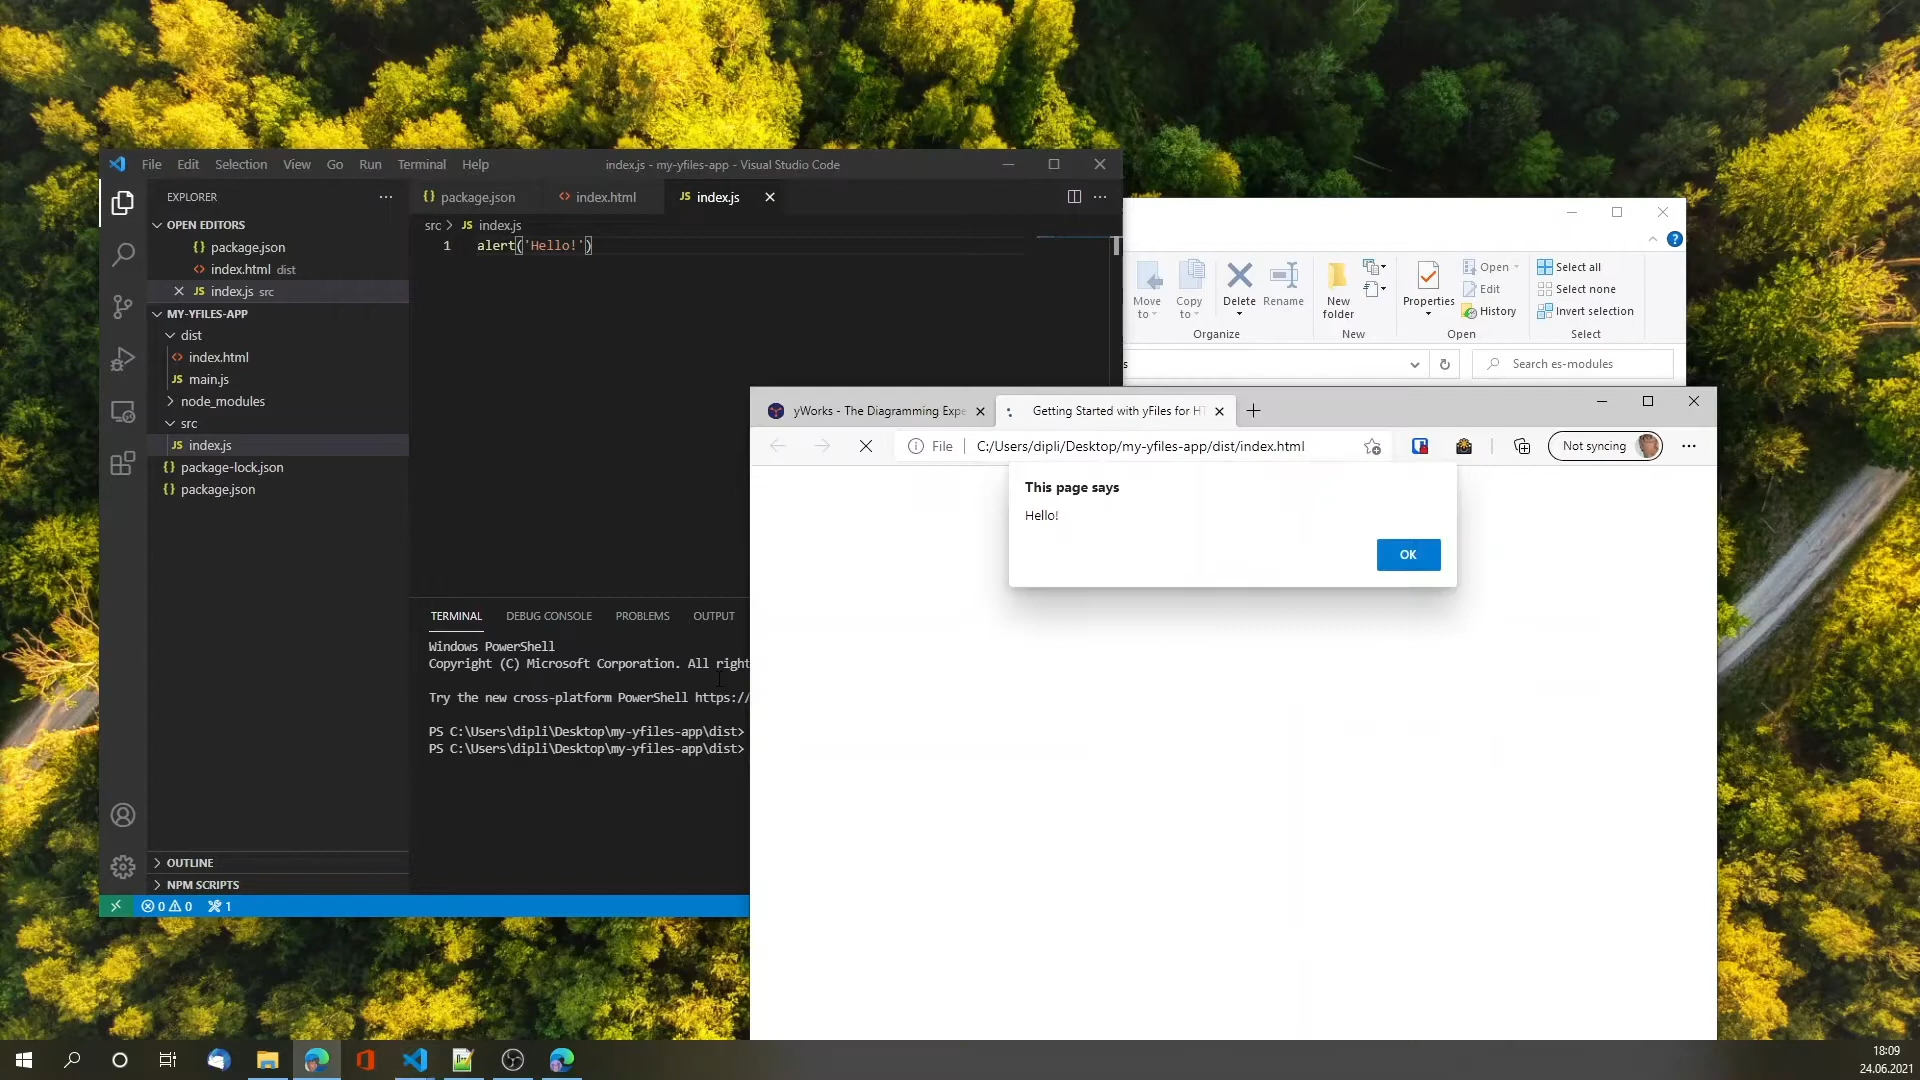 File Edit Selection View Go Run Terminal Help
index.js - my-yfiles-app - Visual Studio Code
EXPLORER
OPEN EDITORS
{} package.json
<> index.html dist
JS index.js src
MY-YFILES-APP
dist
<> index.html
JS main.js
node_modules
src
JS index.js
{} package-lock.json
{} package.json
OUTLINE
NPM SCRIPTS
0 0 1
{} package.json
<> index.html
JS index.js
src > JS index.js
1 alert('Hello!')
TERMINAL DEBUG CONSOLE PROBLEMS OUTPUT
Windows PowerShell
Copyright (C) Microsoft Corporation. All right
Try the new cross-platform PowerShell https://
PS C:\Users\dipli\Desktop\my-yfiles-app\dist>
PS C:\Users\dipli\Desktop\my-yfiles-app\dist>
Move to
Copy to
Delete
Rename
Organize
New folder
New
Properties
Open
Edit
History
Open
Select all
Select none
Invert selection
Select
s
Search es-modules
yWorks - The Diagramming Expe
Getting Started with yFiles for HT
File C:/Users/dipli/Desktop/my-yfiles-app/dist/index.html
Not syncing
This page says
Hello!
OK
18:09
24.06.2021